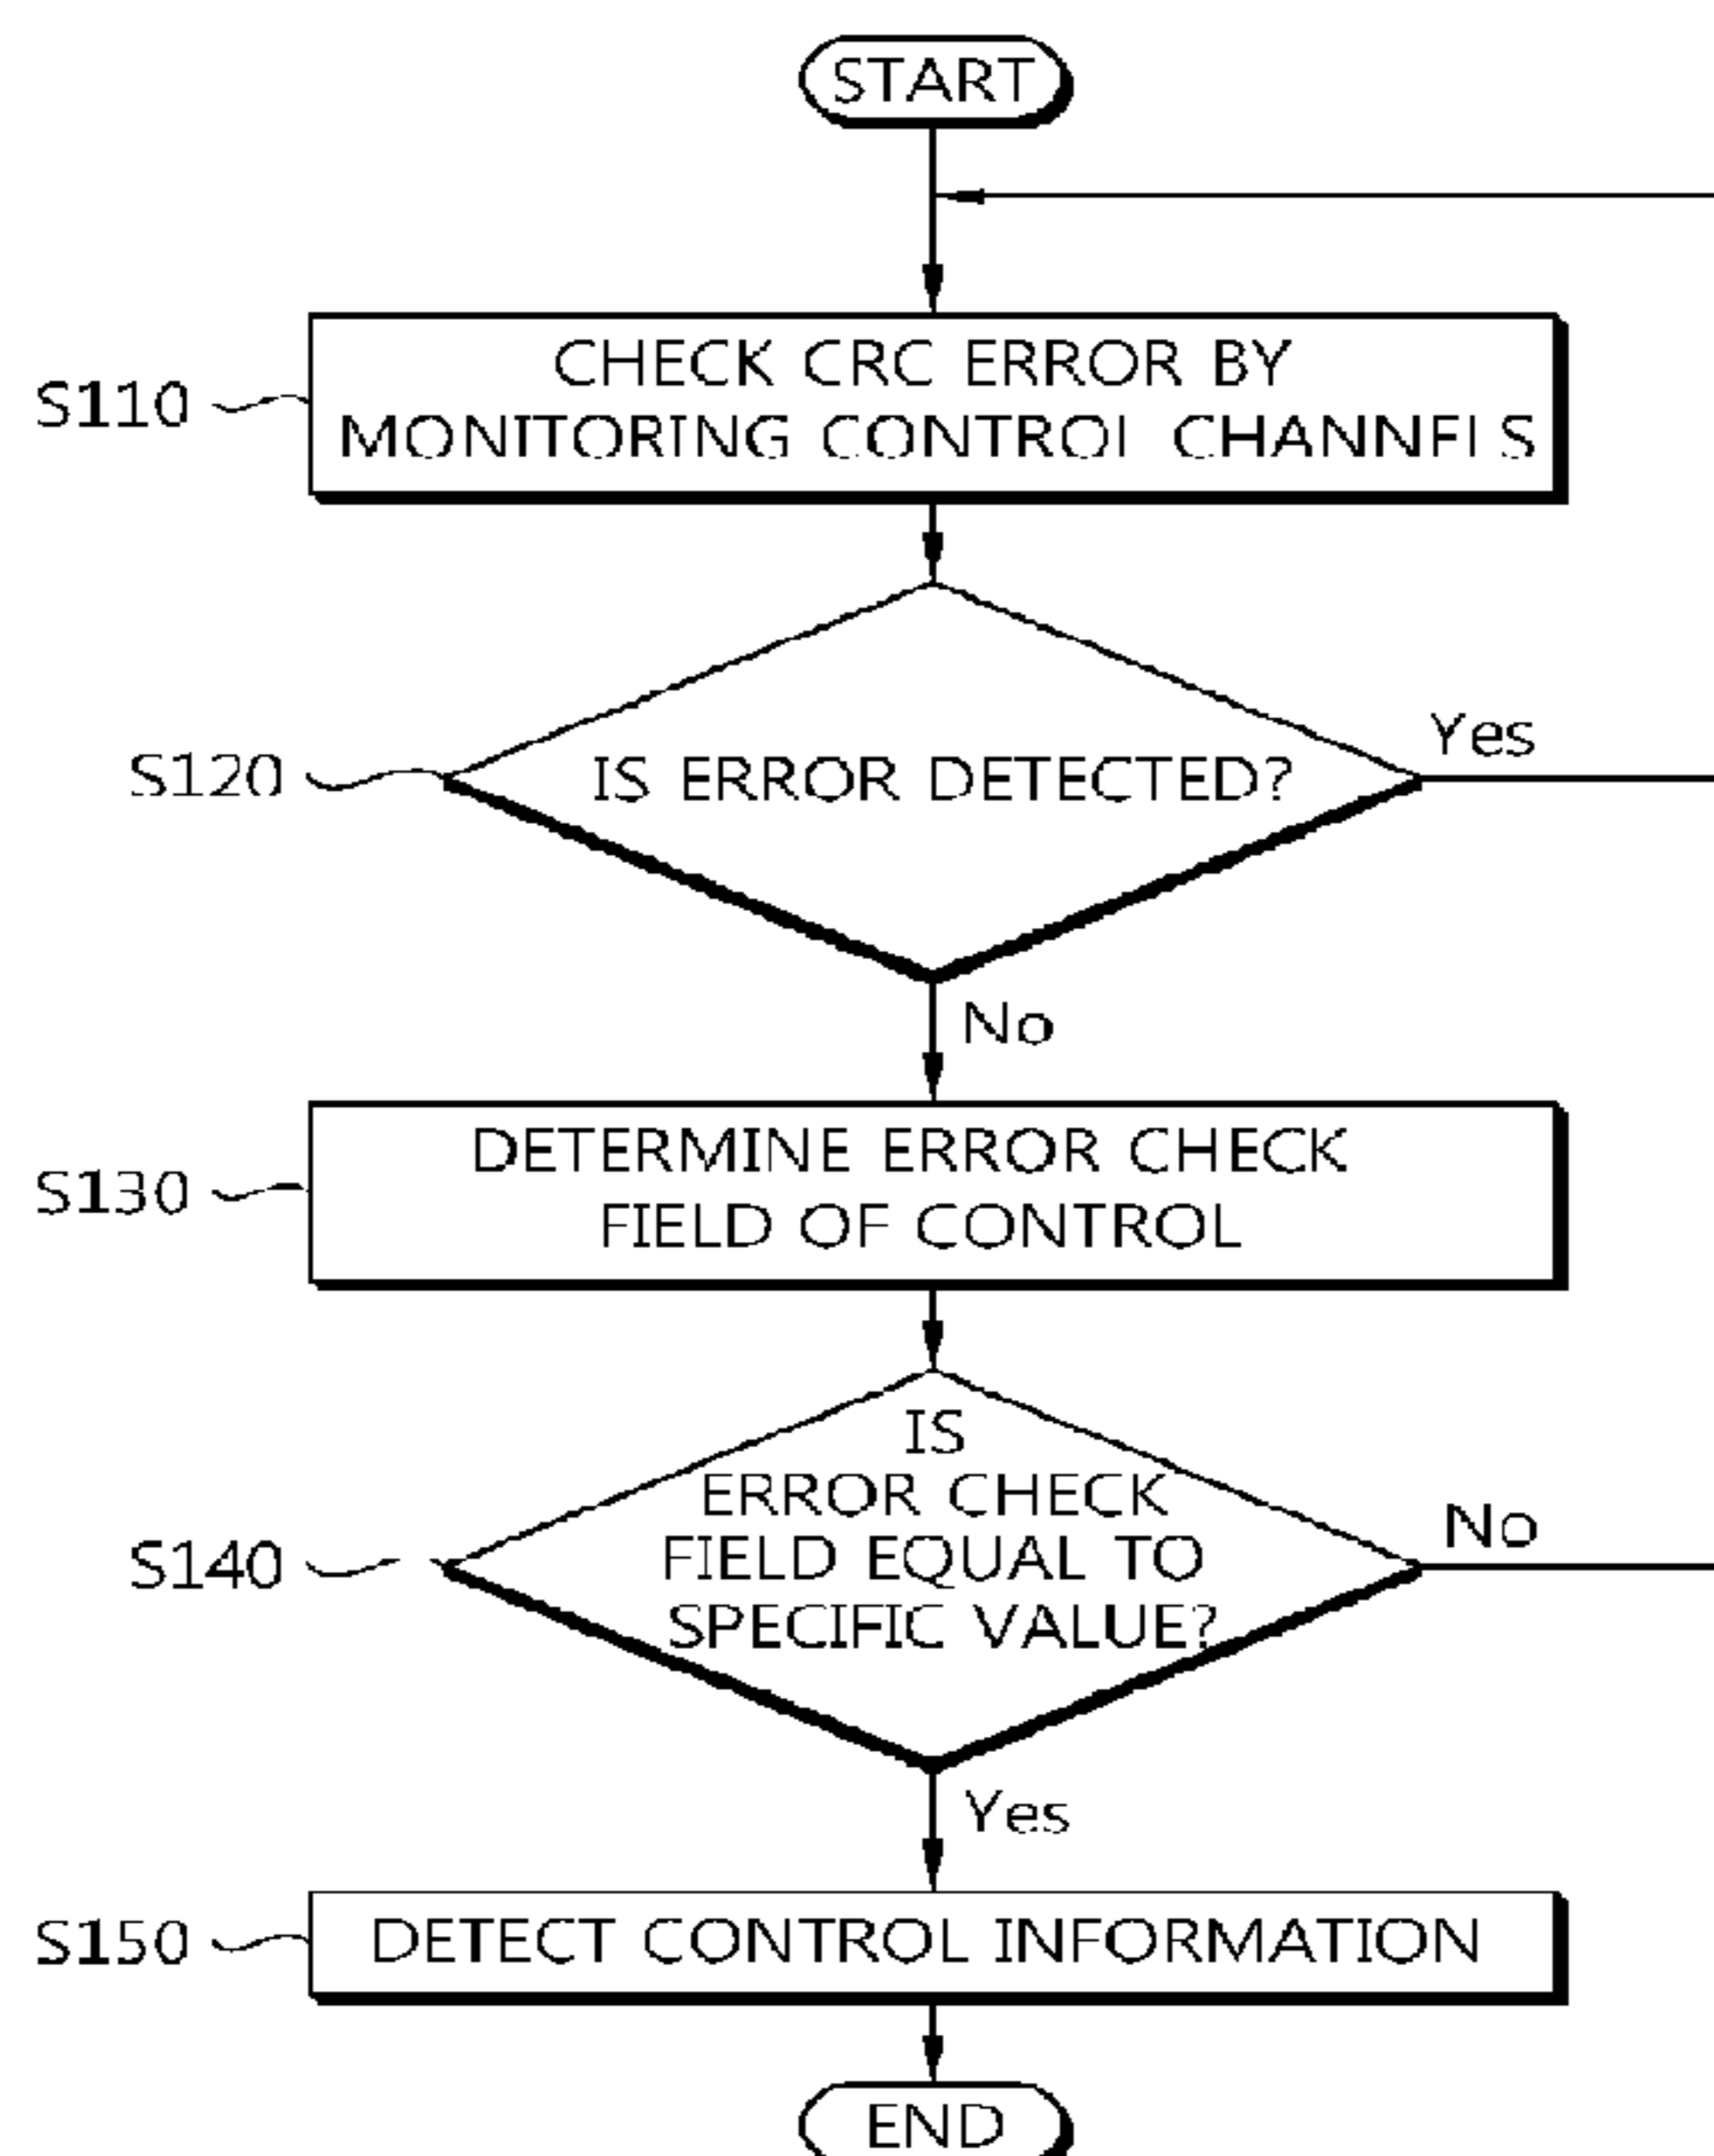 START
CHECK CRC ERROR BY
S110
MONITORING CONTROL CHANNELS
Yes
S120
IS ERROR DETECTED?
No
DETERMINE ERROR CHECK
S130
FIELD OF CONTROL
IS
ERROR CHECK
No
FIELD EQUAL TO
S140
SPECIFIC VALUE?
Yes
S150
DETECT CONTROL INFORMATION
END